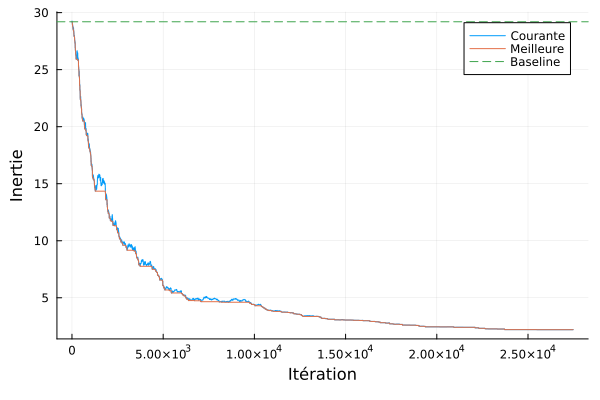 30
25
20
15
10
5
Inertie
Courante
Meilleure
Baseline
0 5.00×10³ 1.00×10⁴ 1.50×10⁴ 2.00×10⁴ 2.50×10⁴
Itération